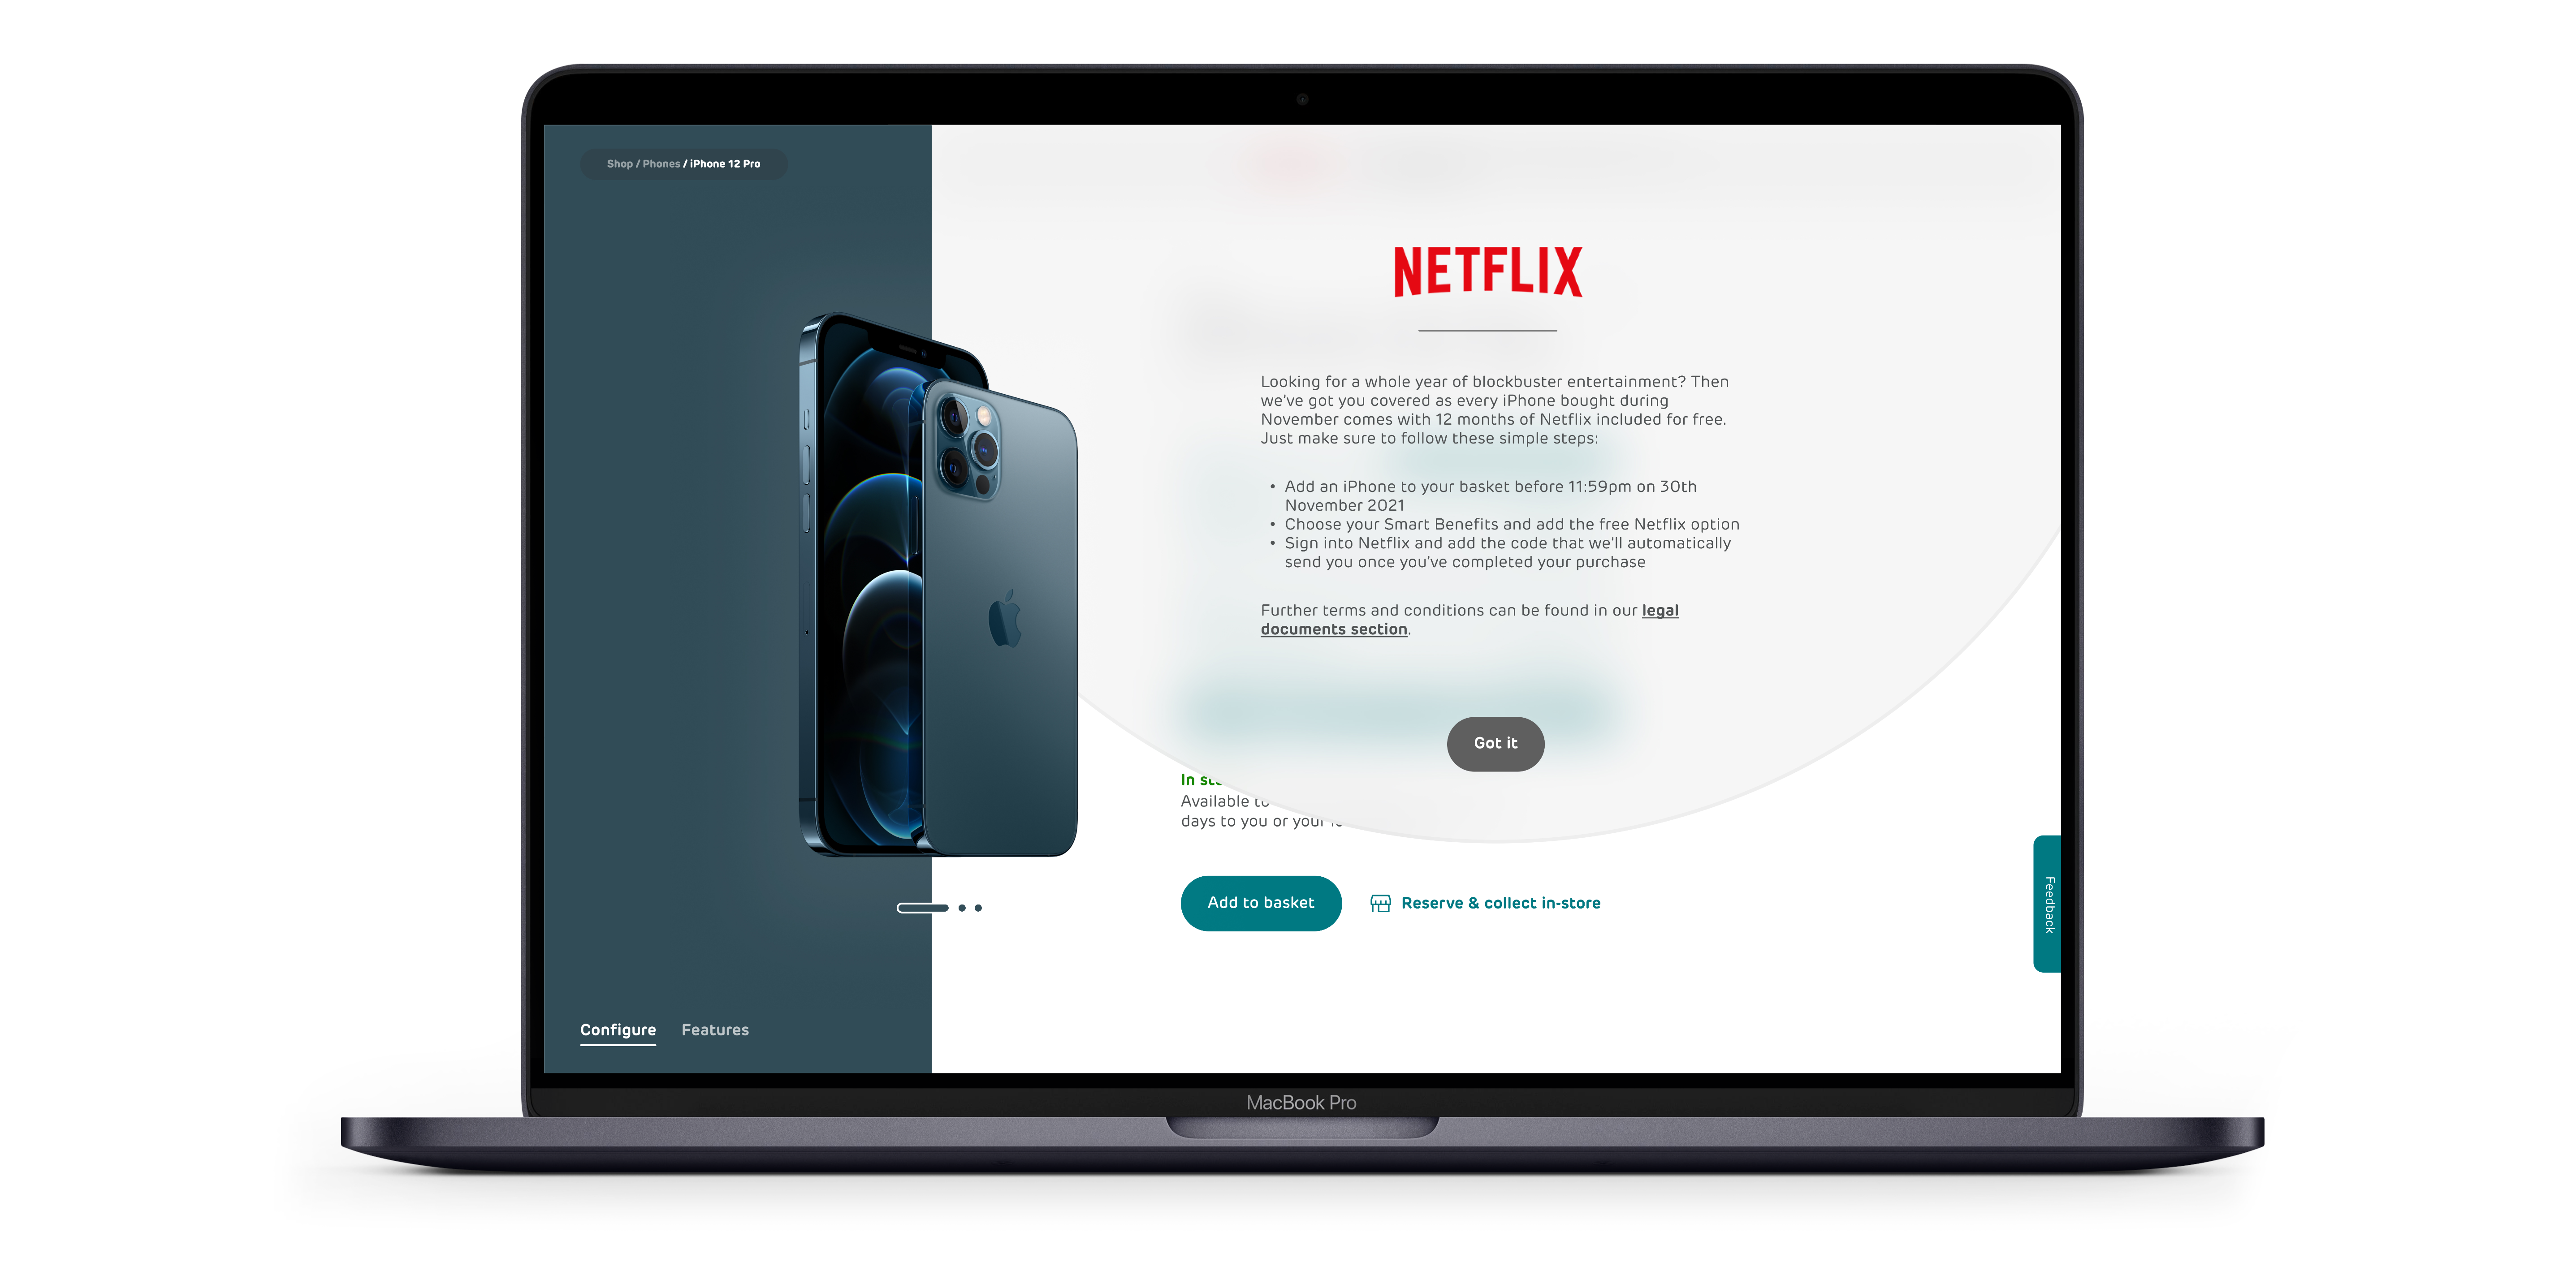 Shop / Phones / iPhone 12 Pro
NETFLIX
Looking for a whole year of blockbuster entertainment? Then
we've got you covered as every iPhone bought during
November comes with 12 months of Netflix included for free.
Just make sure to follow these simple steps:
• Add an iPhone to your basket before 11:59pm on 30th
November 2021
• Choose your Smart Benefits and add the free Netflix option
• Sign into Netflix and add the code that we'll automatically
send you once you've completed your purchase
Further terms and conditions can be found in our legal
documents section.
Got it
In
Available to
days to you or your
Add to basket
Reserve & collect in-store
Feedback
Configure Features
MacBook Pro